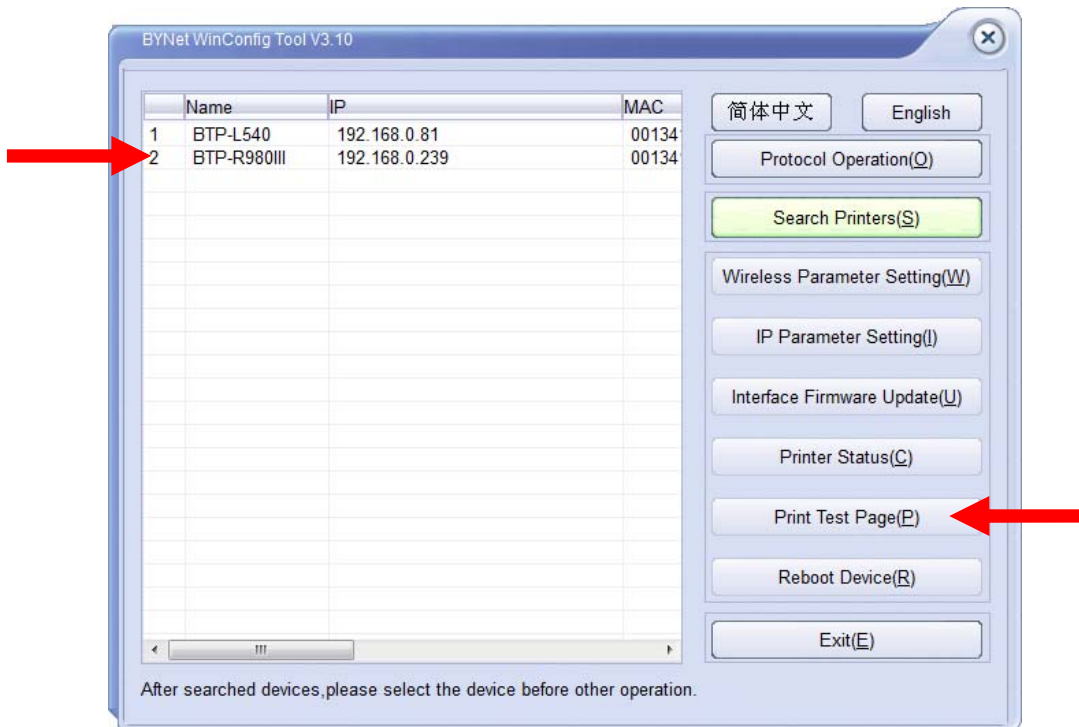 BYNet WinConfig Tool V3.10
Name IP MAC
1 BTP-L540 192.168.0.81 00134
2 BTP-R980III 192.168.0.239 00134
简体中文 English
Protocol Operation(O)
Search Printers(S)
Wireless Parameter Setting(W)
IP Parameter Setting(I)
Interface Firmware Update(U)
Printer Status(C)
Print Test Page(P)
Reboot Device(R)
Exit(E)
After searched devices,please select the device before other operation.